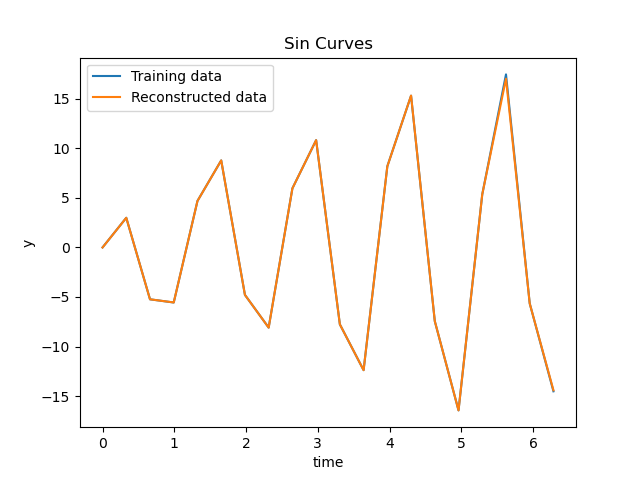 Sin Curves
Training data
Reconstructed data
15
10
5
0
−5
−10
−15
y
0 1 2 3 4 5 6
time